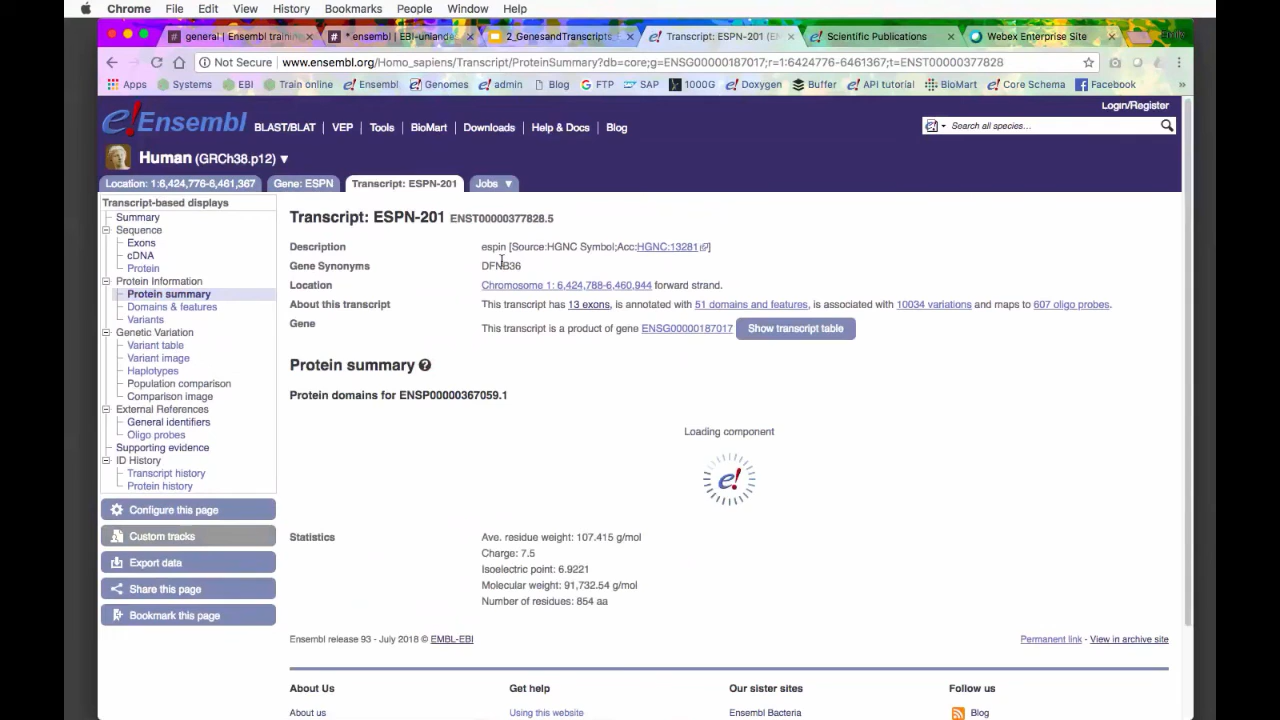 Chrome File Edit View History Bookmarks People Window Help
general | Ensembl training
* ensembl | EBI-uniande
2_GenesandTranscripts
Transcript: ESPN-201 (EN
Scientific Publications
Webex Enterprise Site
Not Secure www.ensembl.org/Homo_sapiens/Transcript/ProteinSummary?db=core;g=ENSG00000187017;r=1:6424776-6461367;t=ENST00000377828
Apps Systems EBI Train online Ensembl Genomes admin Blog FTP SAP 1000G Doxygen Buffer API tutorial BioMart Core Schema Facebook »
Login/Register
e!Ensembl BLAST/BLAT VEP Tools BioMart Downloads Help & Docs Blog
Search all species...
Human (GRCh38.p12) ▼
Location: 1:6,424,776-6,461,367 Gene: ESPN Transcript: ESPN-201 Jobs ▼
Transcript-based displays
Summary
Sequence
Exons
cDNA
Protein
Protein Information
Protein summary
Domains & features
Variants
Genetic Variation
Variant table
Variant image
Haplotypes
Population comparison
Comparison image
External References
General identifiers
Oligo probes
Supporting evidence
ID History
Transcript history
Protein history
Configure this page
Custom tracks
Export data
Share this page
Bookmark this page
Transcript: ESPN-201 ENST00000377828.5
Description espin [Source:HGNC Symbol;Acc:HGNC:13281]
Gene Synonyms DFNB36
Location Chromosome 1: 6,424,788-6,460,944 forward strand.
About this transcript This transcript has 13 exons, is annotated with 51 domains and features, is associated with 10034 variations and maps to 607 oligo probes.
Gene This transcript is a product of gene ENSG00000187017 Show transcript table
Protein summary ?
Protein domains for ENSP00000367059.1
Loading component
e!
Statistics Ave. residue weight: 107.415 g/mol
Charge: 7.5
Isoelectric point: 6.9221
Molecular weight: 91,732.54 g/mol
Number of residues: 854 aa
Ensembl release 93 - July 2018 © EMBL-EBI
Permanent link - View in archive site
About Us Get help Our sister sites Follow us
About us Using this website Ensembl Bacteria Blog